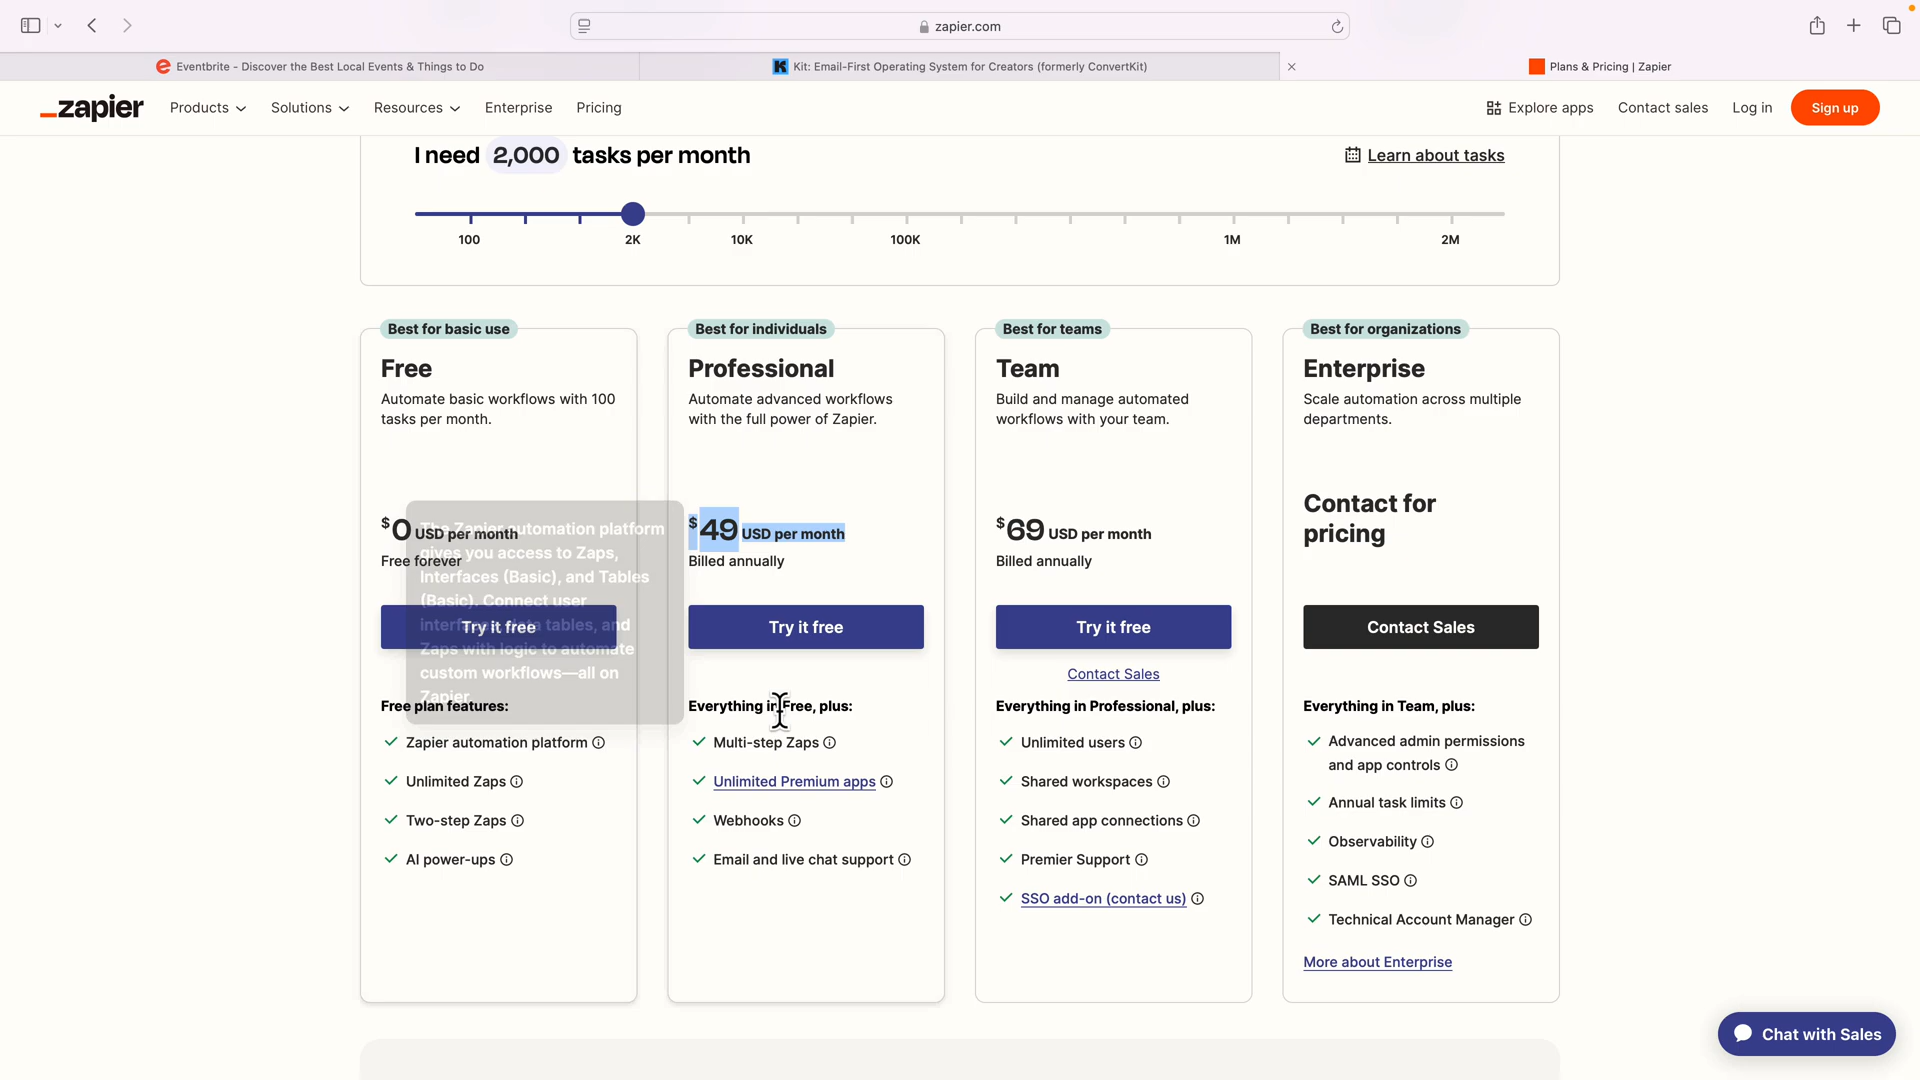 zapier.com
Eventbrite - Discover the Best Local Events & Things to Do
Kit: Email-First Operating System for Creators (formerly ConvertKit)
Plans & Pricing | Zapier
zapier
Products
Solutions
Resources
Enterprise
Pricing
Explore apps
Contact sales
Log in
Sign up
I need 2,000 tasks per month
Learn about tasks
100
2K
10K
100K
1M
2M
Best for basic use
Free
Automate basic workflows with 100
tasks per month.
$0 USD per month
Free forever
Try it free
The Zapier automation platform
gives you access to Zaps,
Interfaces (Basic), and Tables
(Basic). Connect user
interfaces, data tables, and
Zaps with logic to automate
custom workflows—all on
Zapier.
Free plan features:
Zapier automation platform
Unlimited Zaps
Two-step Zaps
AI power-ups
Best for individuals
Professional
Automate advanced workflows
with the full power of Zapier.
$49 USD per month
Billed annually
Try it free
Everything in Free, plus:
Multi-step Zaps
Unlimited Premium apps
Webhooks
Email and live chat support
Best for teams
Team
Build and manage automated
workflows with your team.
$69 USD per month
Billed annually
Try it free
Contact Sales
Everything in Professional, plus:
Unlimited users
Shared workspaces
Shared app connections
Premier Support
SSO add-on (contact us)
Best for organizations
Enterprise
Scale automation across multiple
departments.
Contact for
pricing
Contact Sales
Everything in Team, plus:
Advanced admin permissions
and app controls
Annual task limits
Observability
SAML SSO
Technical Account Manager
More about Enterprise
Chat with Sales